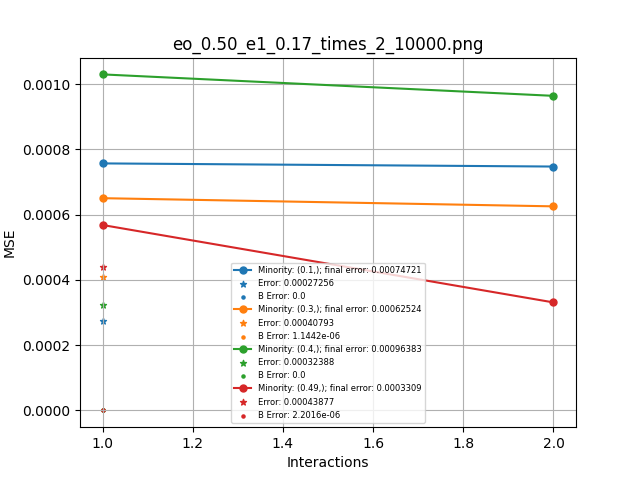 eo_0.50_e1_0.17_times_2_10000.png
0.0010
0.0008
0.0006
0.0004
0.0002
0.0000
MSE
Minority: (0.1,); final error: 0.00074721
Error: 0.00027256
B Error: 0.0
Minority: (0.3,); final error: 0.00062524
Error: 0.00040793
B Error: 1.1442e-06
Minority: (0.4,); final error: 0.00096383
Error: 0.00032388
B Error: 0.0
Minority: (0.49,); final error: 0.0003309
Error: 0.00043877
B Error: 2.2016e-06
1.0 1.2 1.4 1.6 1.8 2.0
Interactions